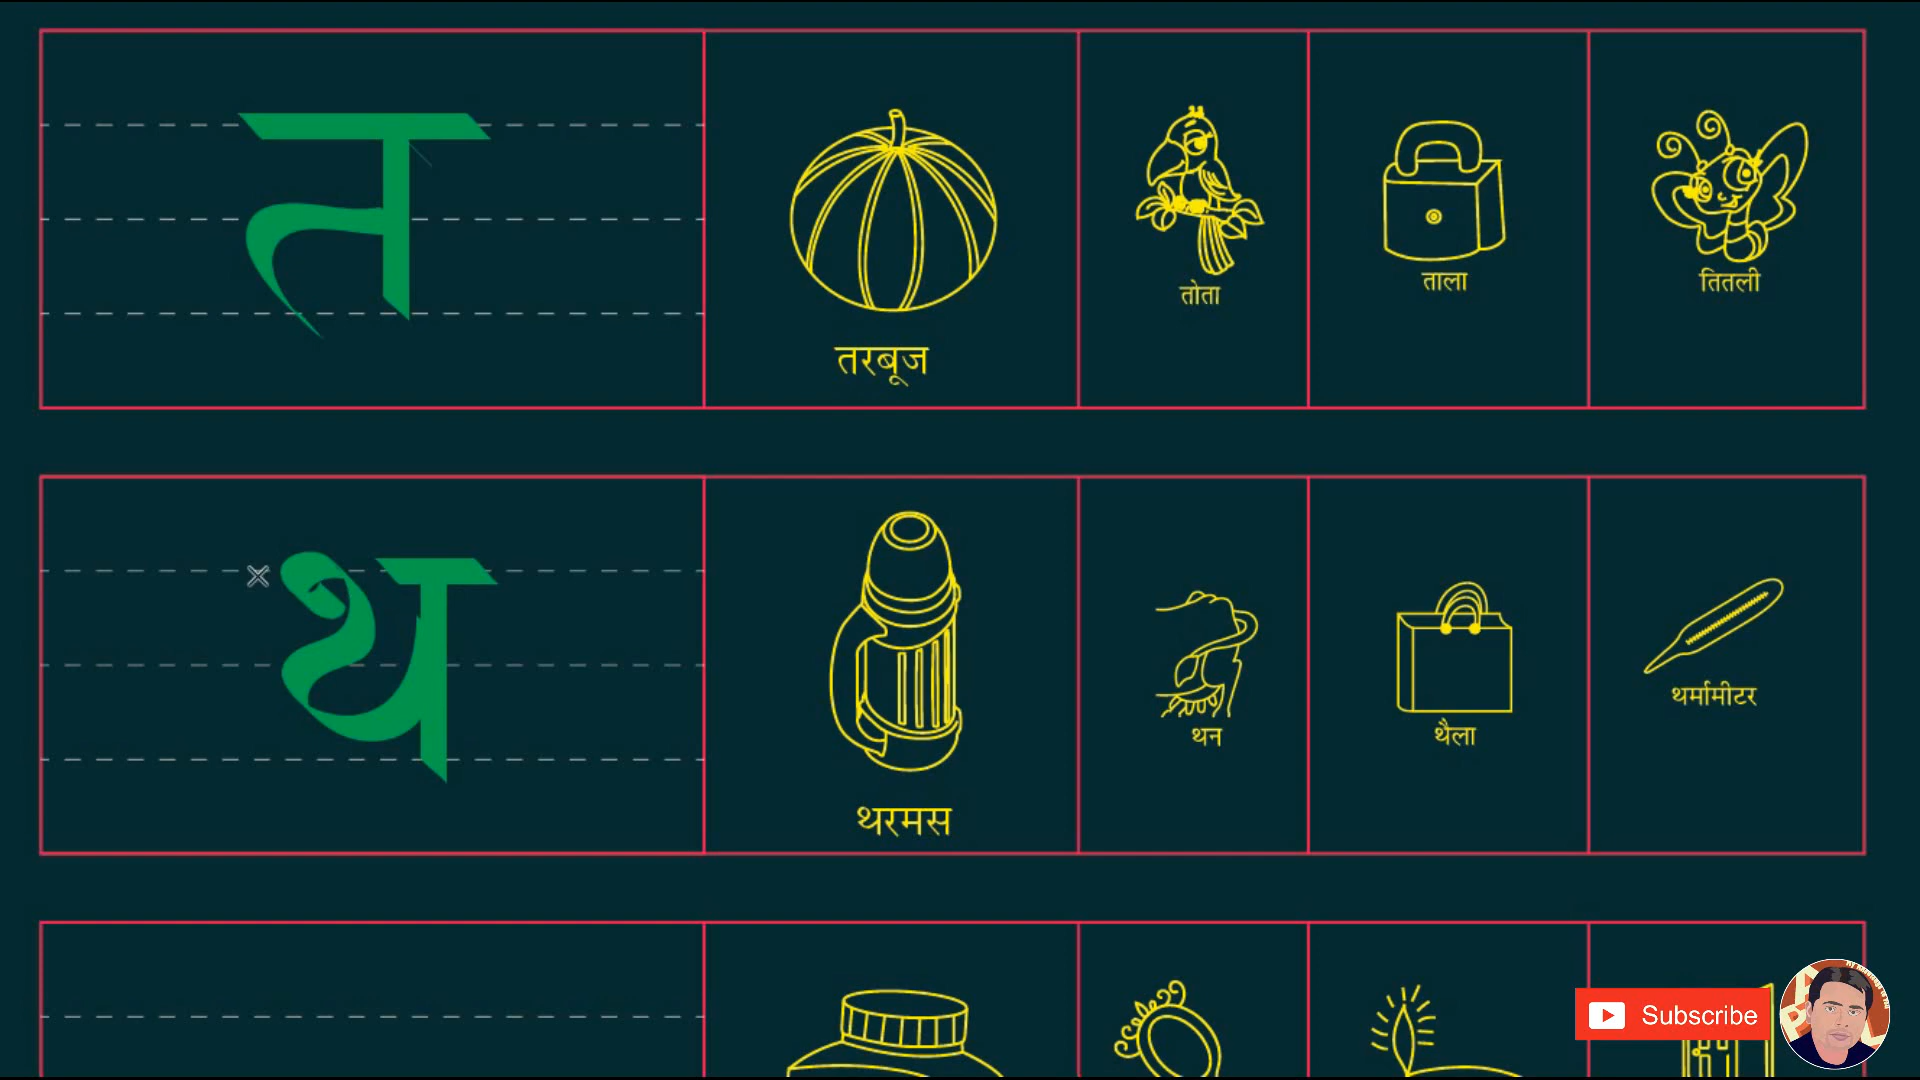 त
तरबूज
तोता
ताला
तितली
थ
थरमस
थन
थैला
थर्मामीटर
Subscribe